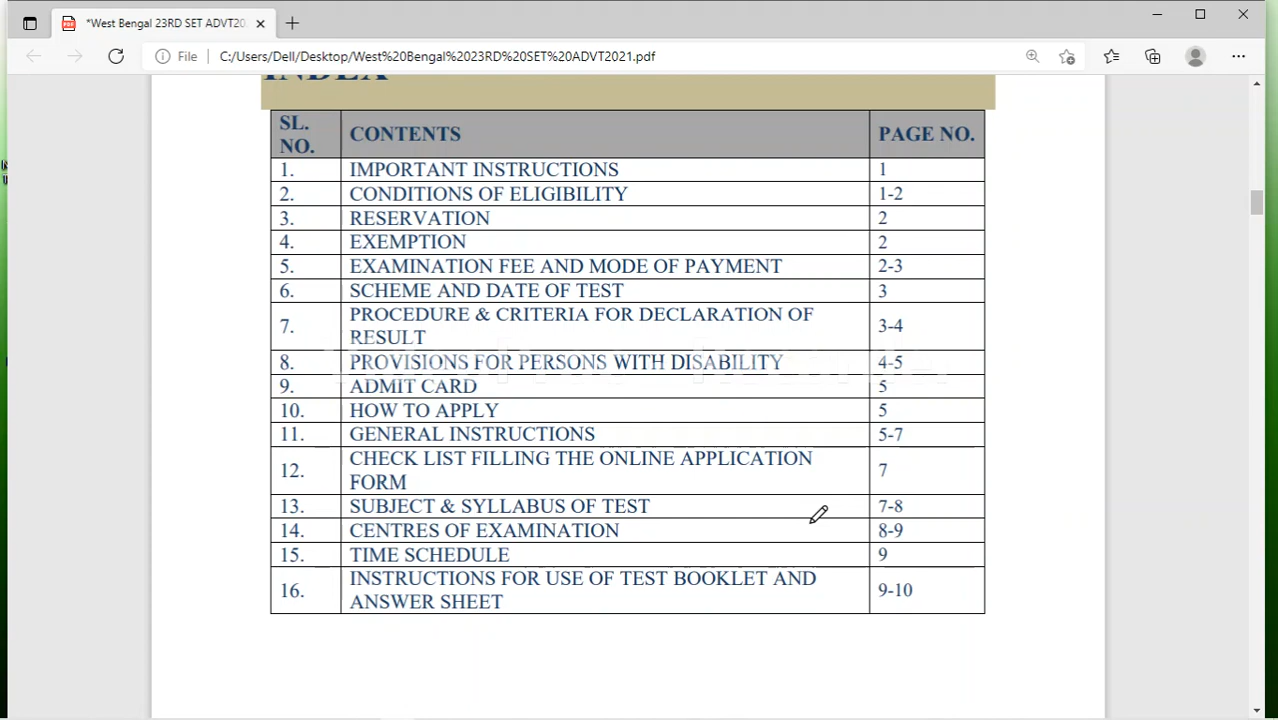 *West Bengal 23RD SET ADVT20
File
C:/Users/Dell/Desktop/West%20Bengal%2023RD%20SET%20ADVT2021.pdf
INDEX
SL. NO. CONTENTS PAGE NO.
1. IMPORTANT INSTRUCTIONS 1
2. CONDITIONS OF ELIGIBILITY 1-2
3. RESERVATION 2
4. EXEMPTION 2
5. EXAMINATION FEE AND MODE OF PAYMENT 2-3
6. SCHEME AND DATE OF TEST 3
7. PROCEDURE & CRITERIA FOR DECLARATION OF
RESULT 3-4
8. PROVISIONS FOR PERSONS WITH DISABILITY 4-5
9. ADMIT CARD 5
10. HOW TO APPLY 5
11. GENERAL INSTRUCTIONS 5-7
12. CHECK LIST FILLING THE ONLINE APPLICATION
FORM 7
13. SUBJECT & SYLLABUS OF TEST 7-8
14. CENTRES OF EXAMINATION 8-9
15. TIME SCHEDULE 9
16. INSTRUCTIONS FOR USE OF TEST BOOKLET AND
ANSWER SHEET 9-10